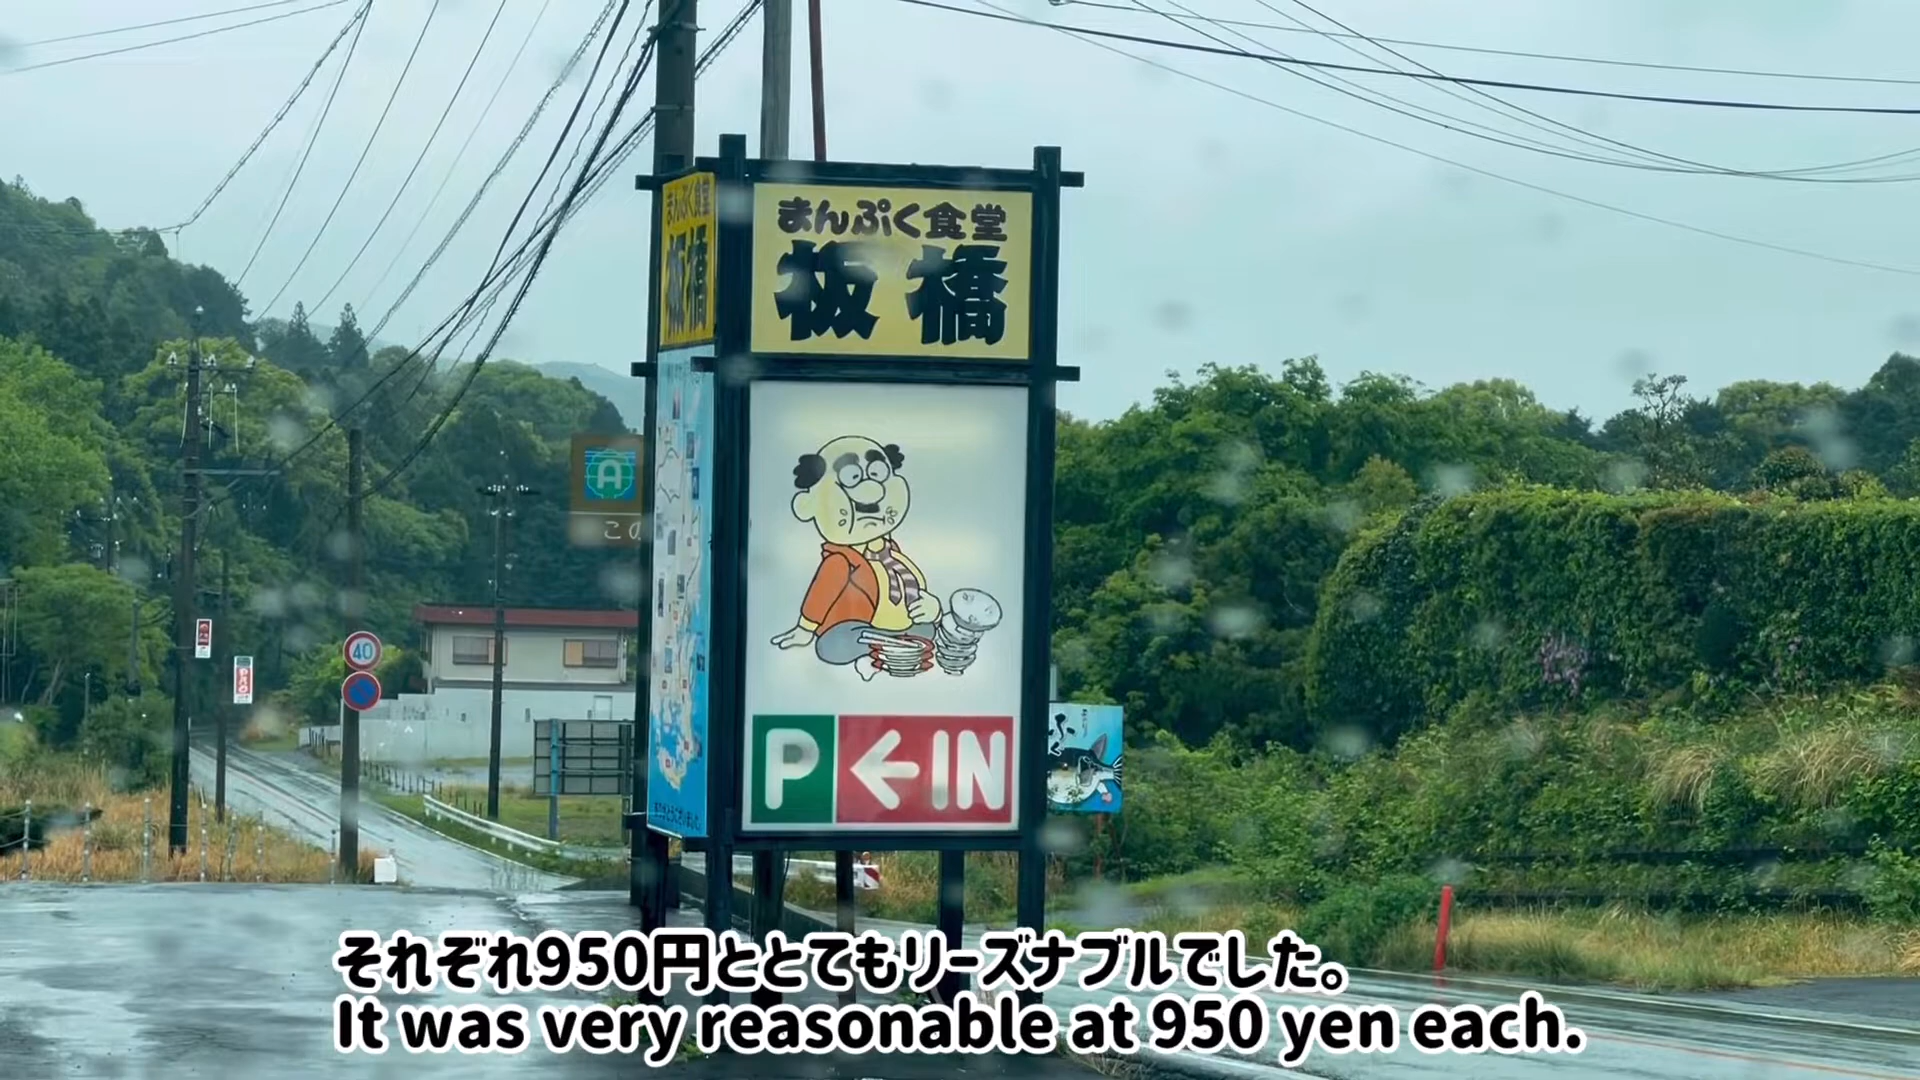 まんぷく食堂
板橋
まんぷく食堂
板橋
A
この
40
P←IN
それぞれ950円ととてもリーズナブルでした。
It was very reasonable at 950 yen each.